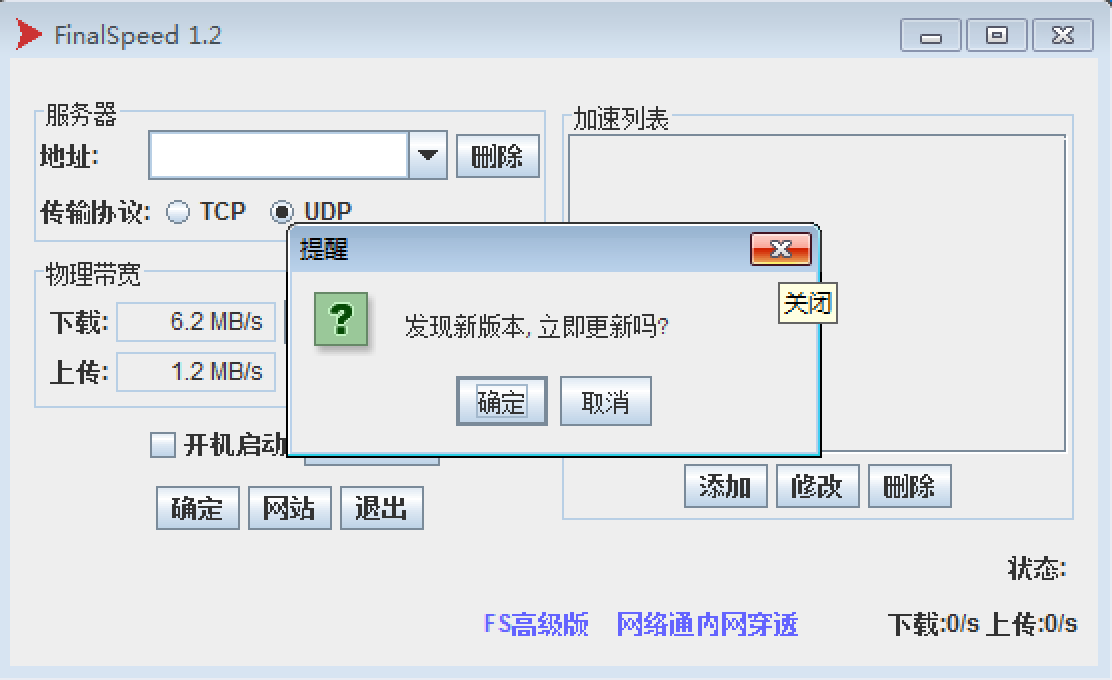 FinalSpeed 1.2
服务器
地址:
删除
传输协议: TCP UDP
物理带宽
下载: 6.2 MB/s
上传: 1.2 MB/s
开机启动
确定 网站 退出
加速列表
提醒
关闭
?
发现新版本, 立即更新吗?
确定 取消
添加 修改 删除
状态:
FS高级版 网络通内网穿透
下载:0/s 上传:0/s